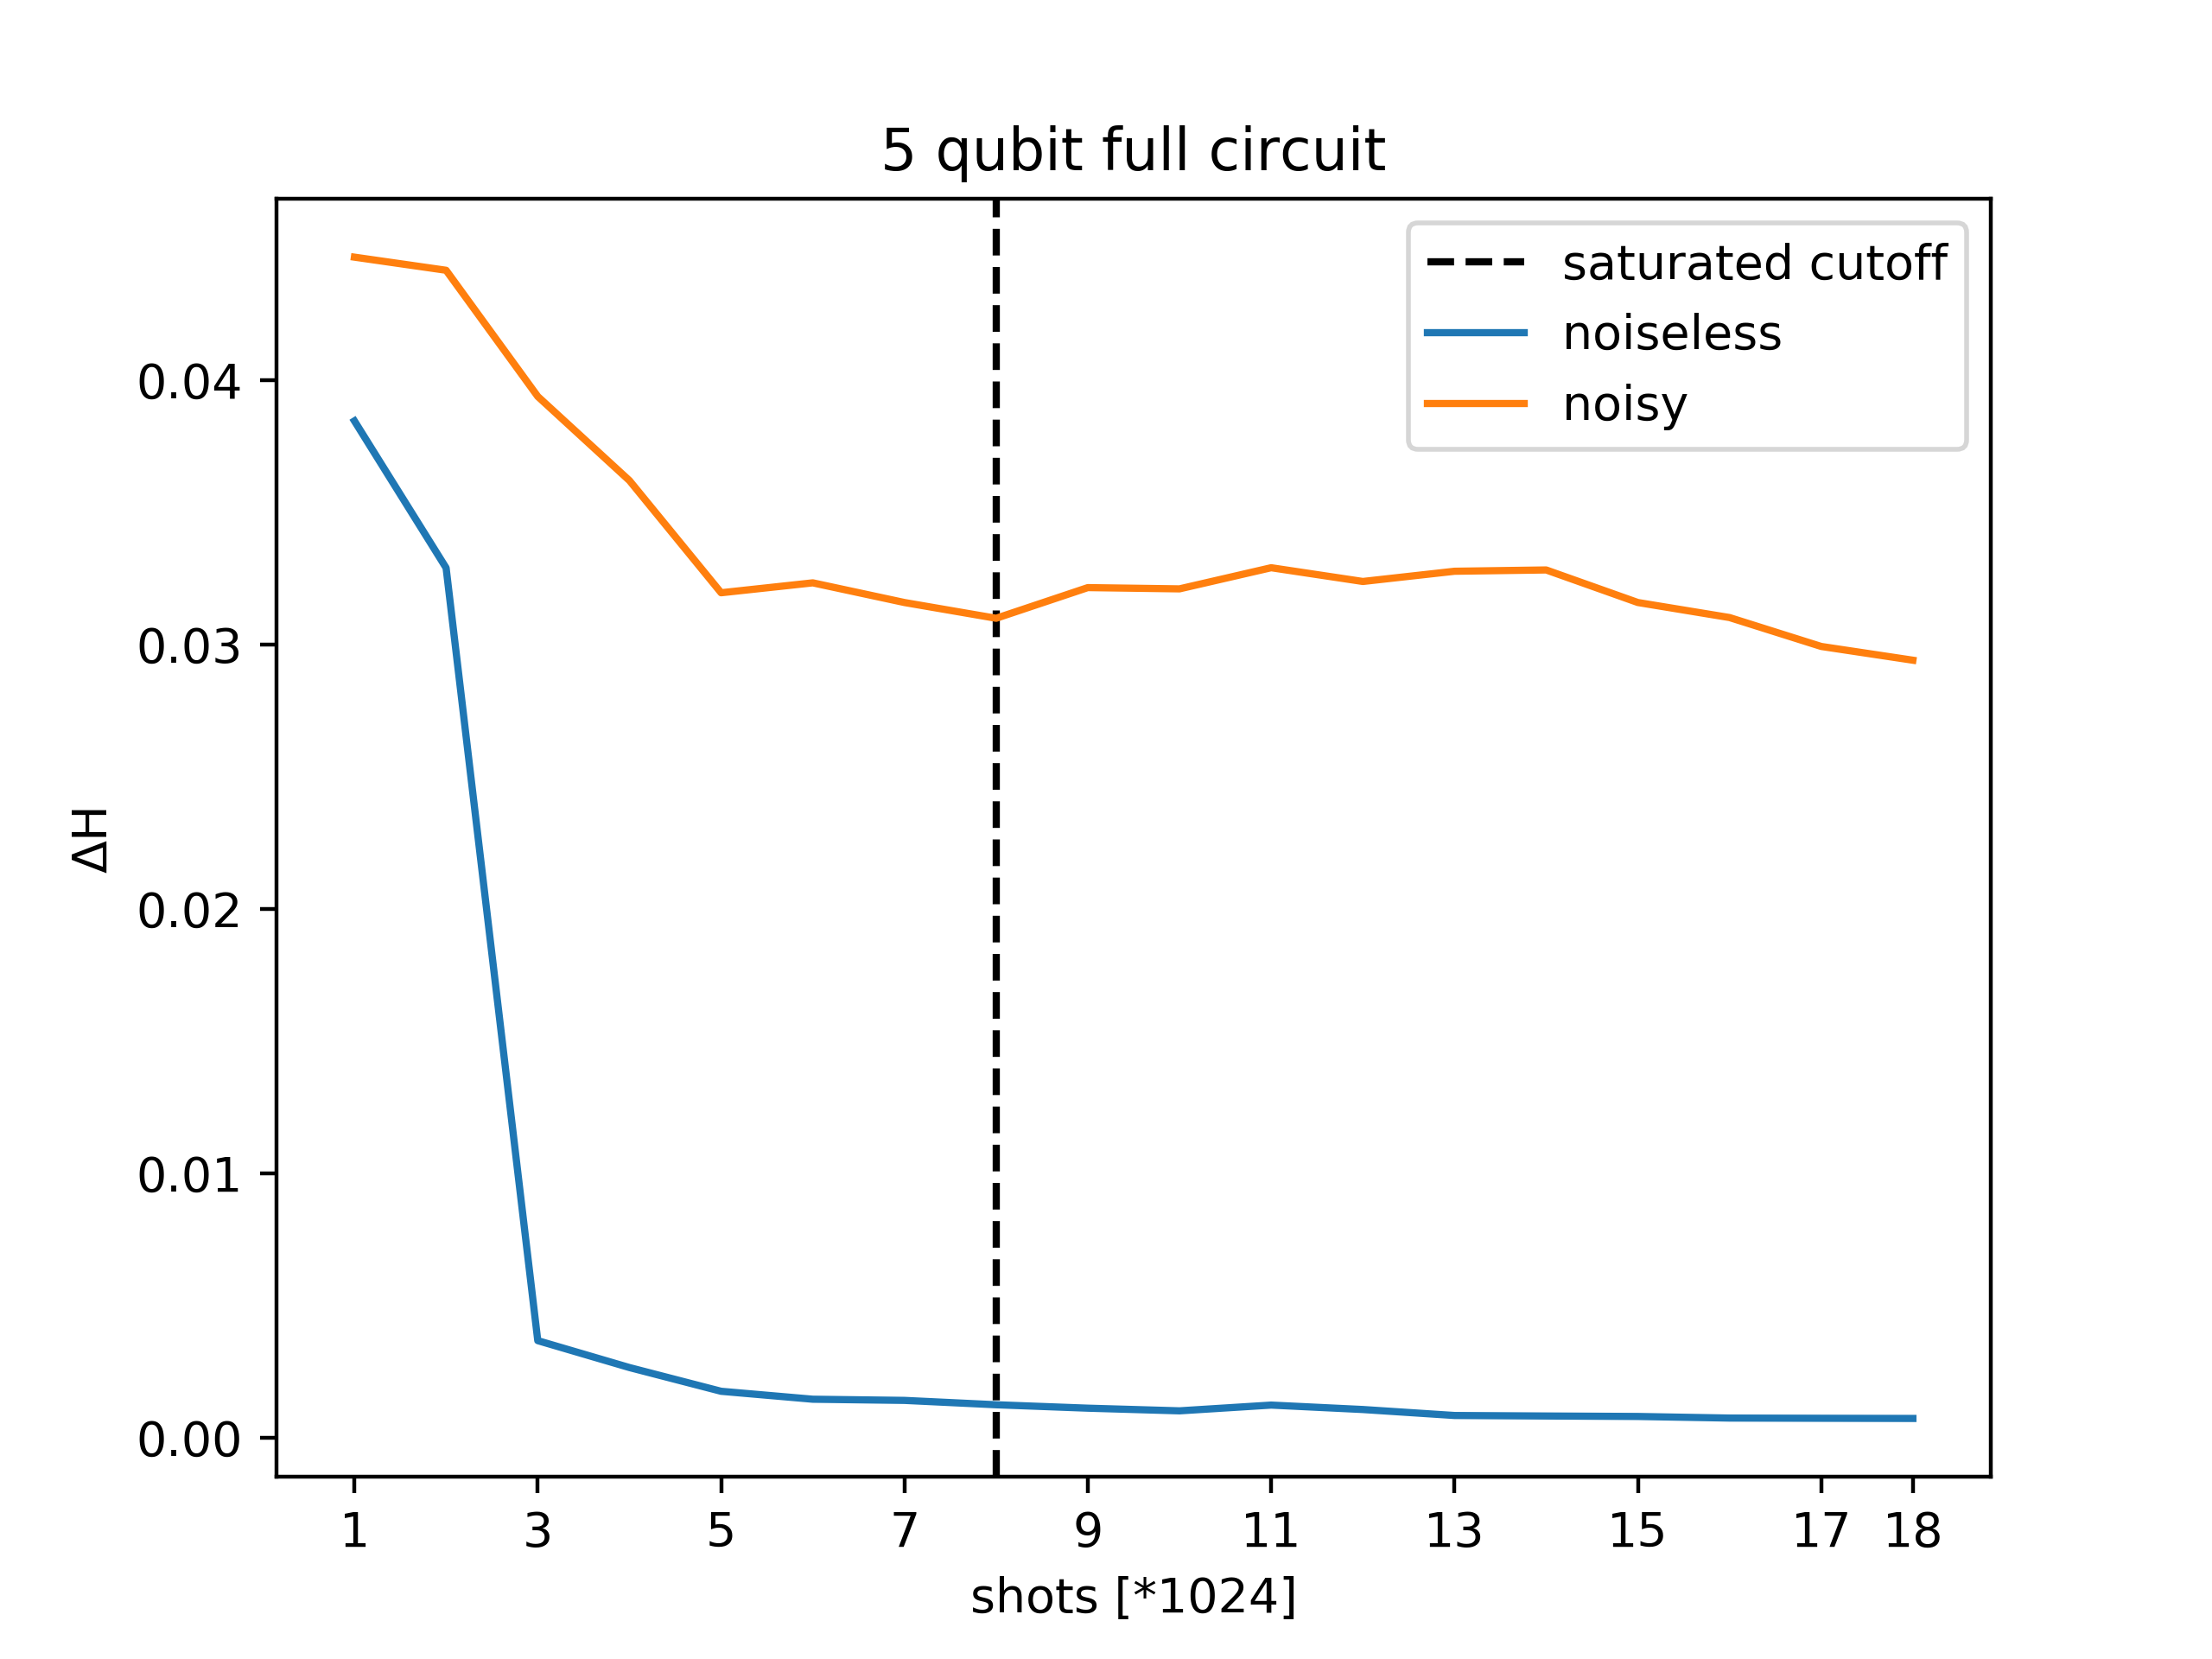 5 qubit full circuit
saturated cutoff
noiseless
noisy
0.04
0.03
0.02
0.01
0.00
ΔH
1 3 5 7 9 11 13 15 17 18
shots [*1024]